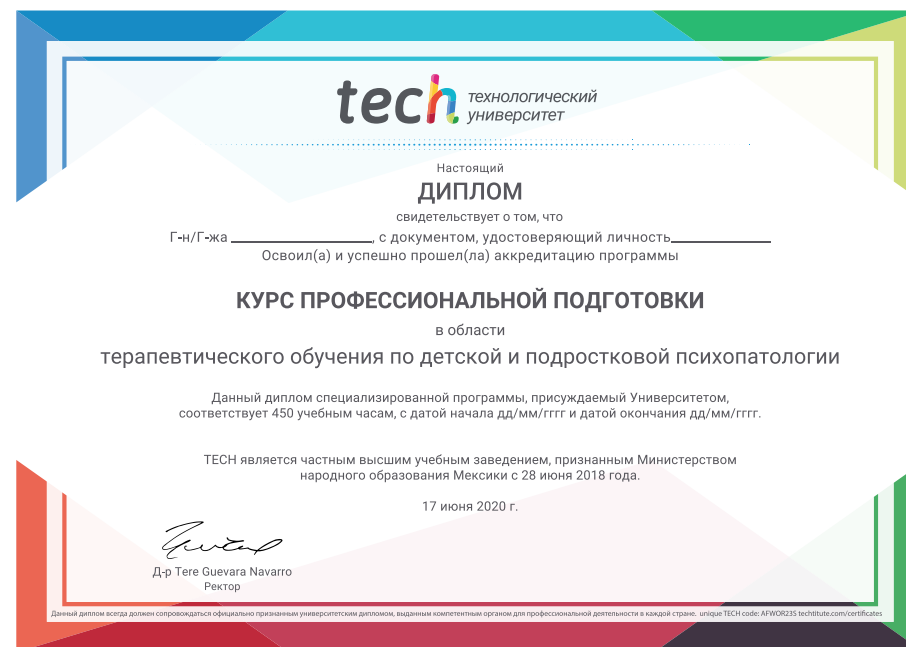 tech технологический
университет
Настоящий
ДИПЛОМ
свидетельствует о том, что
Г-н/Г-жа , с документом, удостоверяющий личность
Освоил(а) и успешно прошел(ла) аккредитацию программы
КУРС ПРОФЕССИОНАЛЬНОЙ ПОДГОТОВКИ
в области
терапевтического обучения по детской и подростковой психопатологии
Данный диплом специализированной программы, присуждаемый Университетом,
соответствует 450 учебным часам, с датой начала дд/мм/гггг и датой окончания дд/мм/гггг.
TECH является частным высшим учебным заведением, признанным Министерством
народного образования Мексики с 28 июня 2018 года.
17 июня 2020 г.
Д-р Tere Guevara Navarro
Ректор
Данный диплом всегда должен сопровождаться официально признанным университетским дипломом, выданным компетентным органом для профессиональной деятельности в каждой стране. unique TECH code: AFWOR23S techtitute.com/certificates